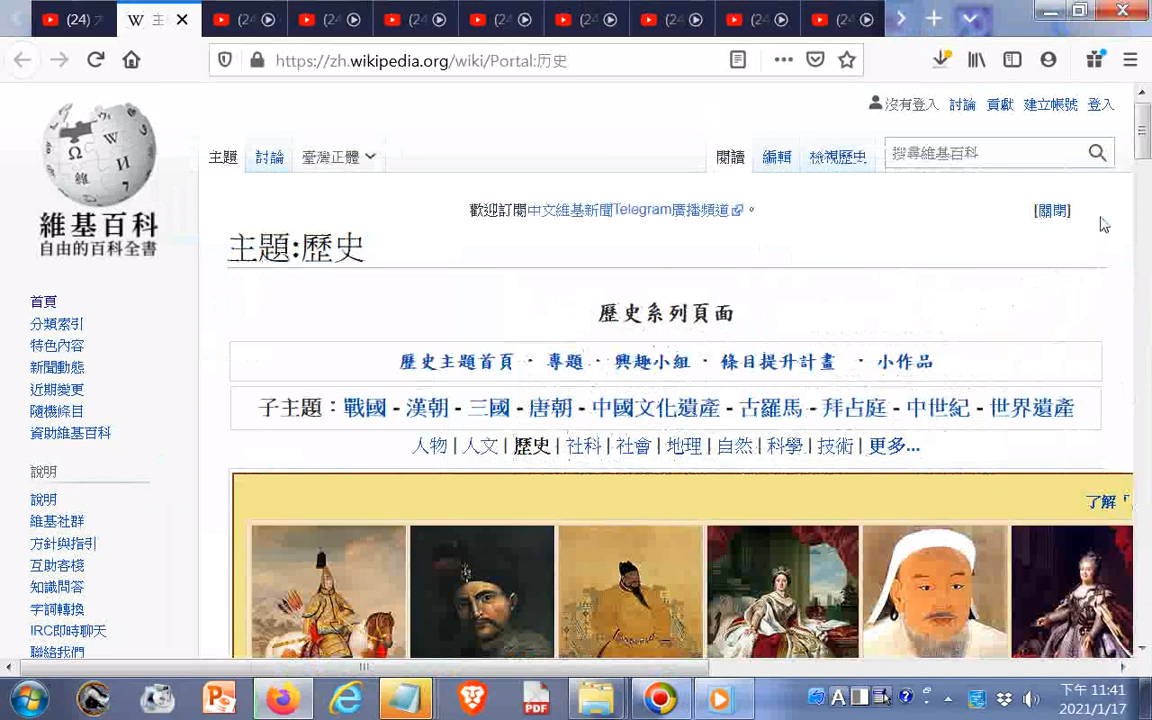 (24)
主
(24
(24
(24
(24
(24
(24
(24
(24
https://zh.wikipedia.org/wiki/Portal:历史
沒有登入 討論 貢獻 建立帳號 登入
主題 討論 臺灣正體 閱讀 編輯 檢視歷史 搜尋維基百科
維基百科
自由的百科全書
歡迎訂閱中文維基新聞Telegram廣播頻道。 [關閉]
主題:歷史
歷史系列頁面
歷史主題首頁 · 專題 · 興趣小組 · 條目提升計畫 · 小作品
子主題：戰國 - 漢朝 - 三國 - 唐朝 - 中國文化遺產 - 古羅馬 - 拜占庭 - 中世紀 - 世界遺產
人物 | 人文 | 歷史 | 社科 | 社會 | 地理 | 自然 | 科學 | 技術 | 更多...
了解「
首頁
分類索引
特色內容
新聞動態
近期變更
隨機條目
資助維基百科
說明
說明
維基社群
方針與指引
互助客棧
知識問答
字詞轉換
IRC即時聊天
聯絡我們
PDF
A
下午 11:41
2021/1/17